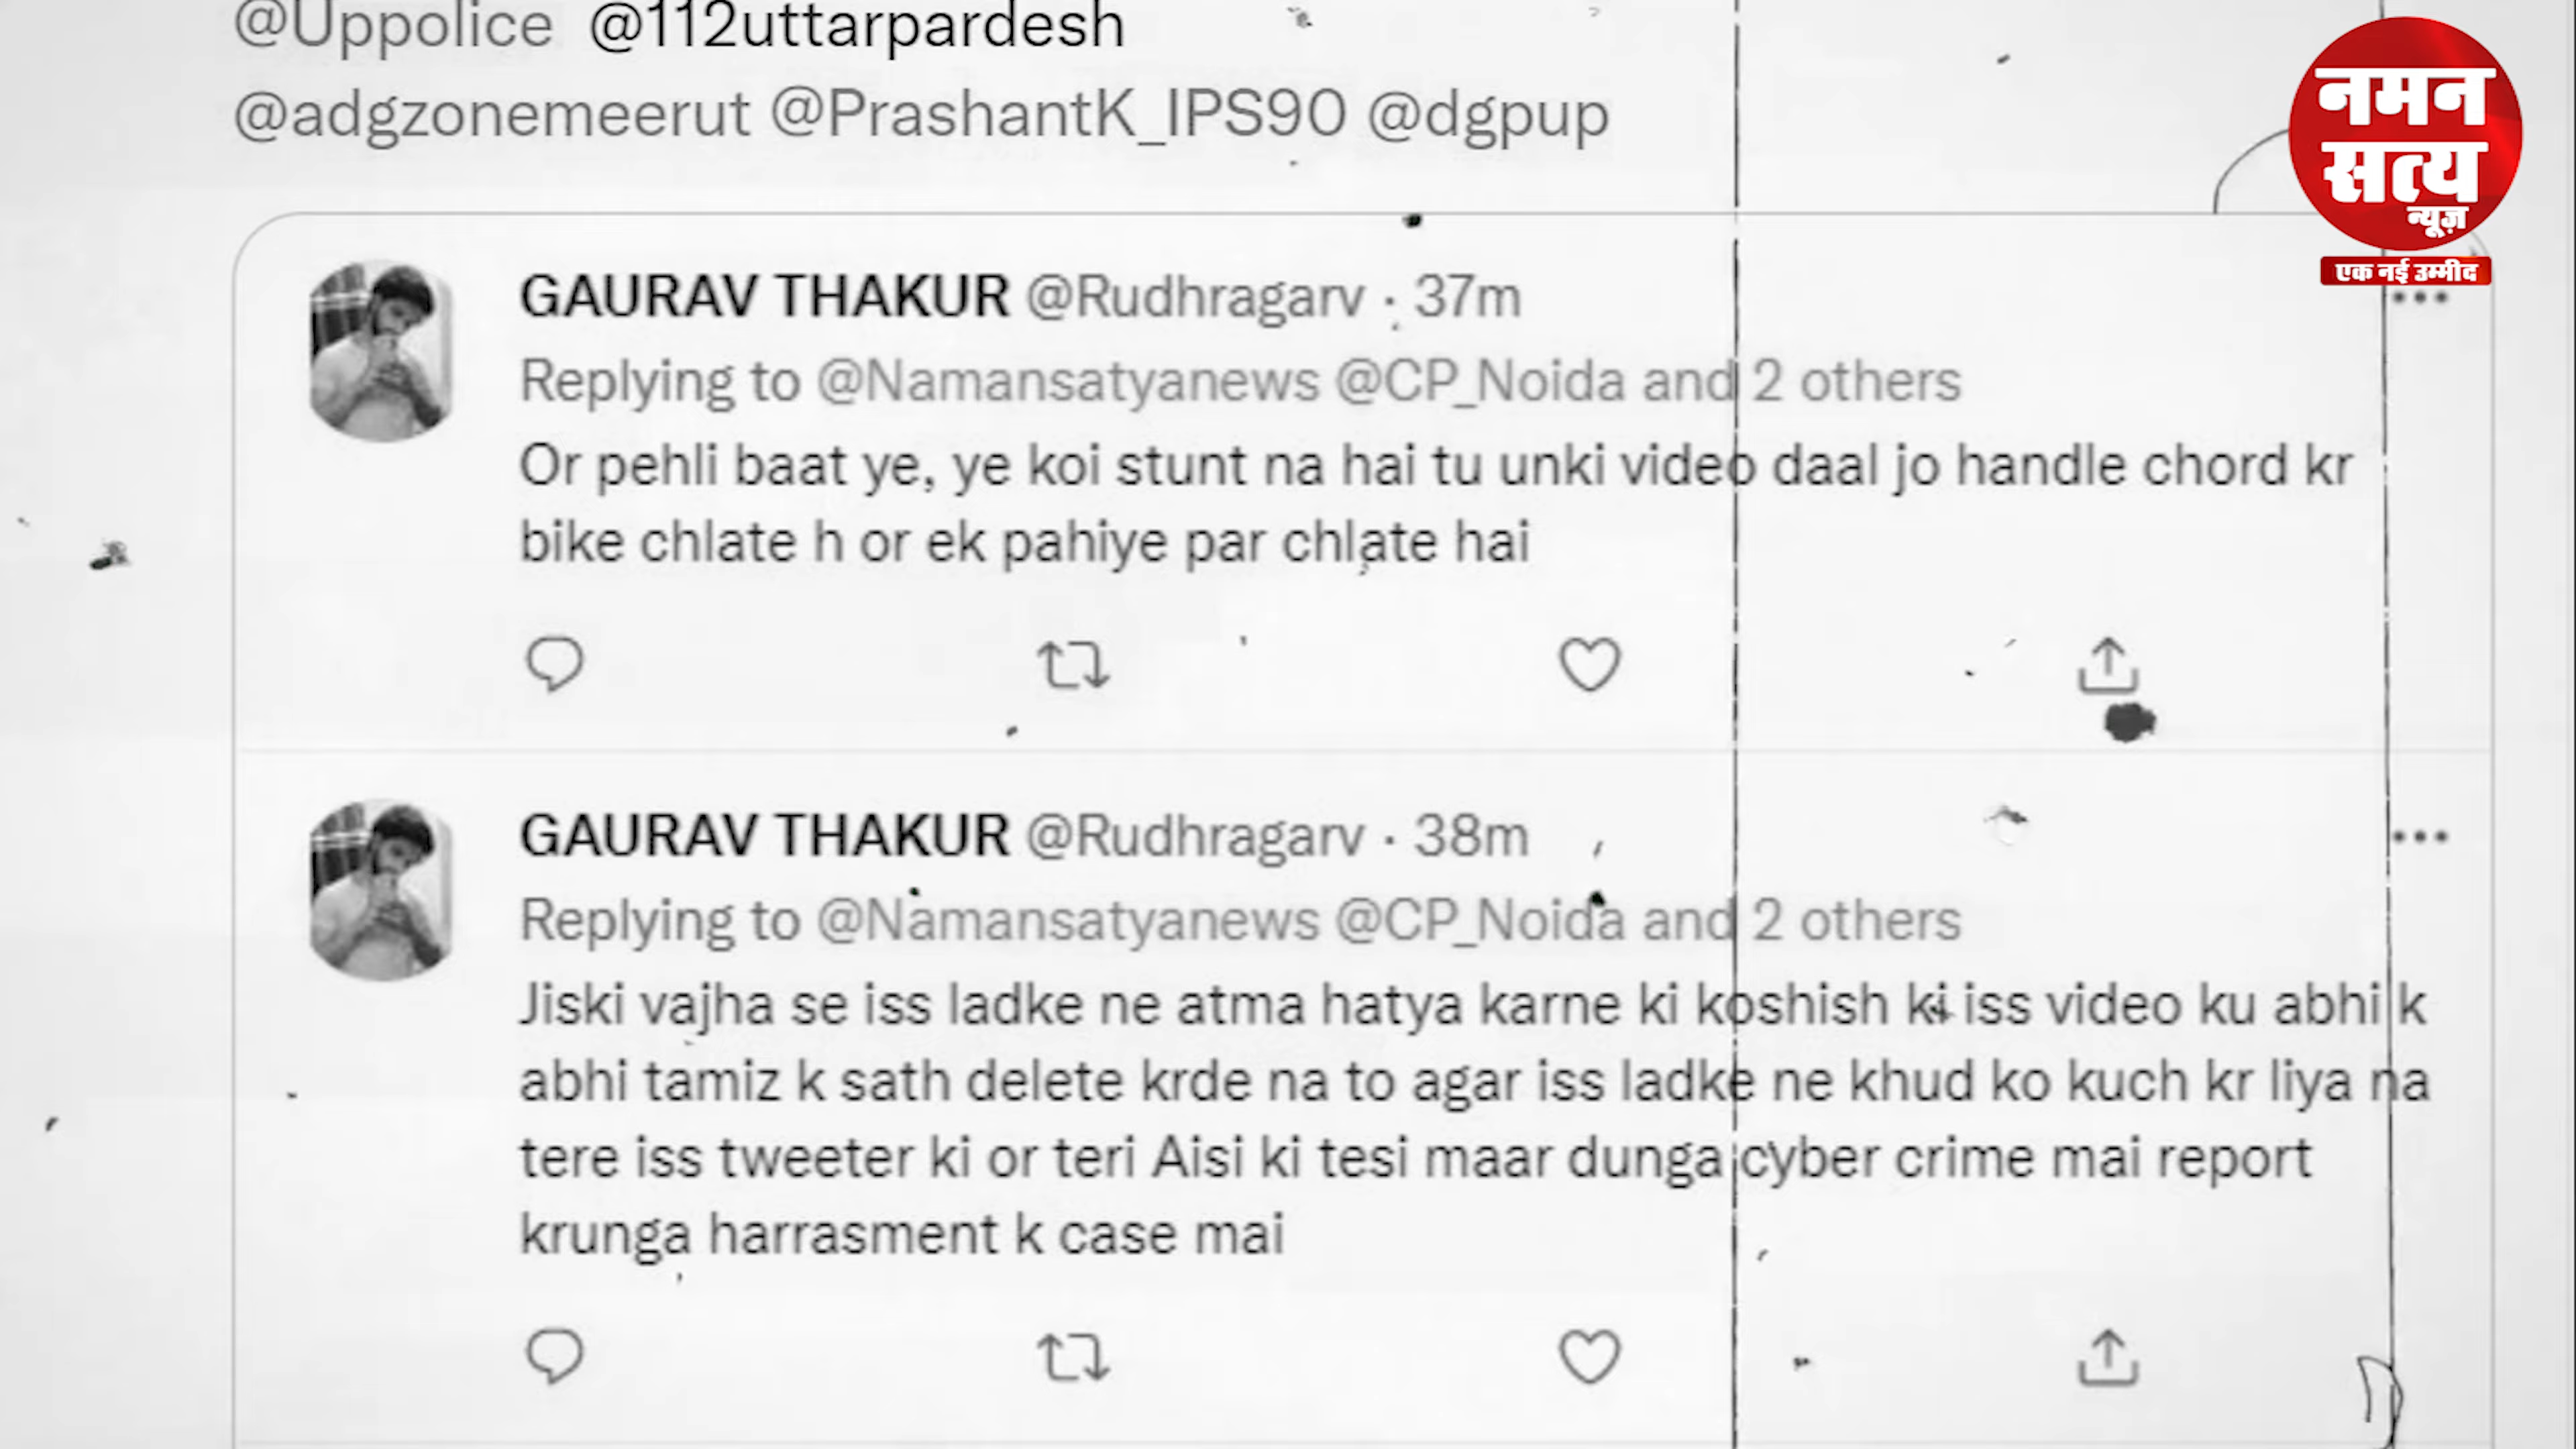 @Uppolice @112uttarpardesh
@adgzonemeerut @PrashantK_IPS90 @dgpup
नमन
सत्य
न्यूज़
एक नई उम्मीद
GAURAV THAKUR @Rudhragarv · 37m
Replying to @Namansatyanews @CP_Noida and 2 others
Or pehli baat ye, ye koi stunt na hai tu unki video daal jo handle chord kr
bike chlate h or ek pahiye par chlate hai
GAURAV THAKUR @Rudhragarv · 38m
Replying to @Namansatyanews @CP_Noida and 2 others
Jiski vajha se iss ladke ne atma hatya karne ki koshish ki iss video ku abhi k
abhi tamiz k sath delete krde na to agar iss ladke ne khud ko kuch kr liya na
tere iss tweeter ki or teri Aisi ki tesi maar dunga cyber crime mai report
krunga harrasment k case mai